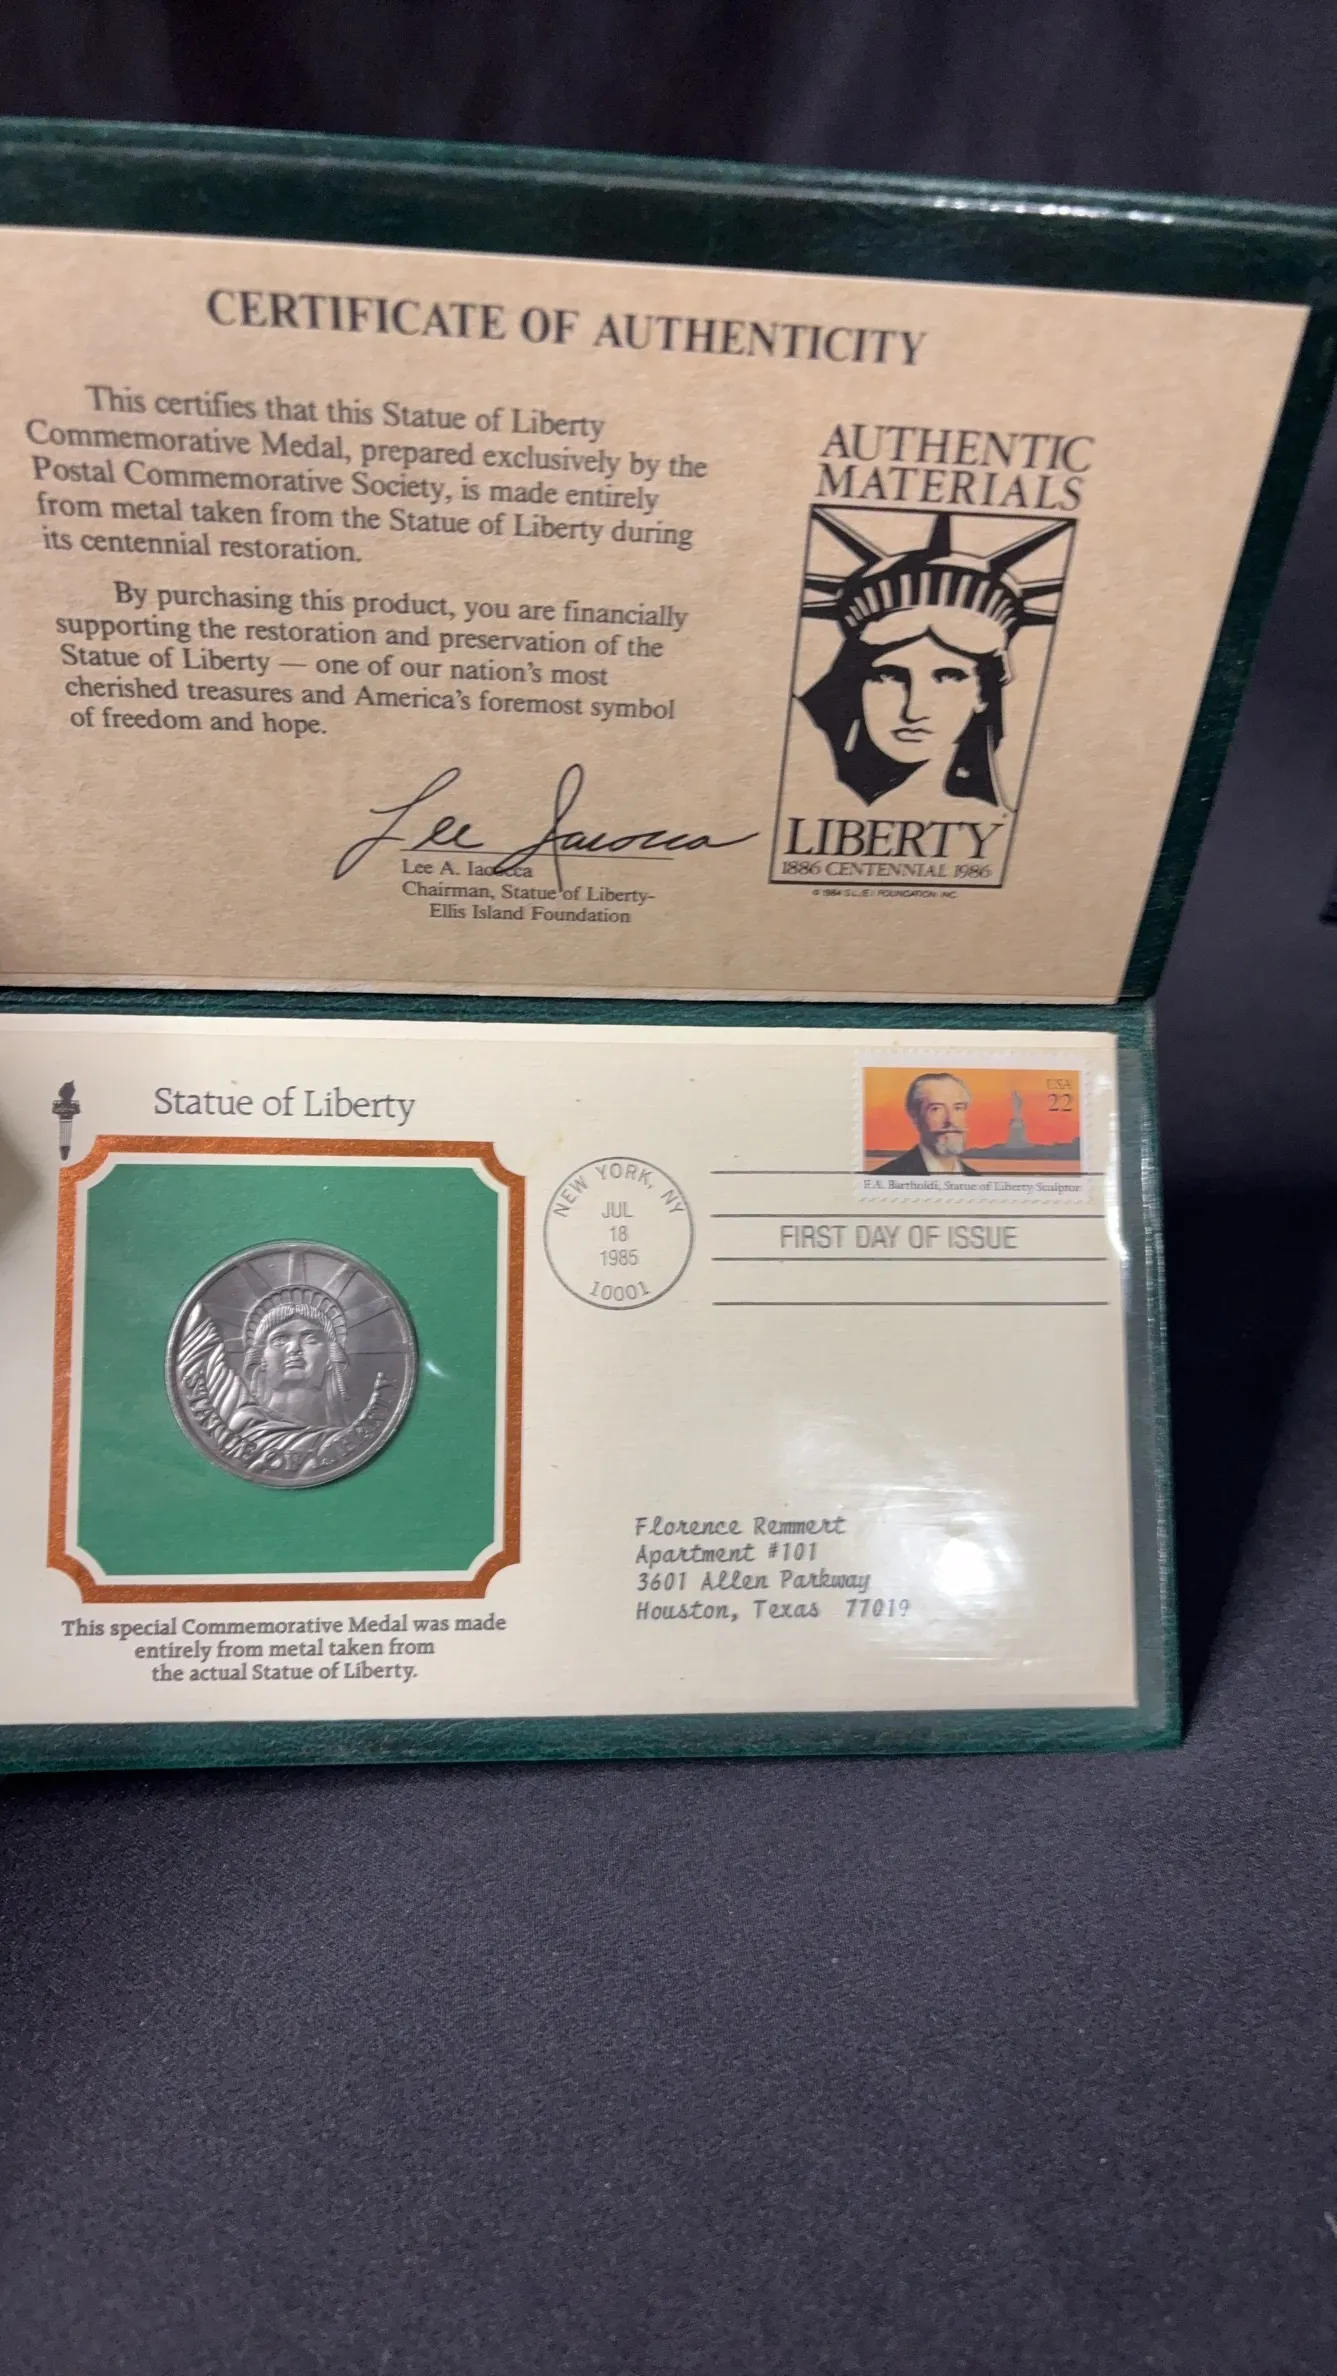 CERTIFICATE OF AUTHENTICITY
This certifies that this Statue of Liberty
Commemorative Medal, prepared exclusively by the
Postal Commemorative Society, is made entirely
from metal taken from the Statue of Liberty during
its centennial restoration.
By purchasing this product, you are financially
supporting the restoration and preservation of the
Statue of Liberty — one of our nation's most
cherished treasures and America's foremost symbol
of freedom and hope.
Lee Iacocca
Lee A. Iacocca
Chairman, Statue of Liberty-
Ellis Island Foundation
AUTHENTIC
MATERIALS
LIBERTY
1886 CENTENNIAL 1986
© 1984 S.L./E.I. FOUNDATION INC.
Statue of Liberty
STATUE OF LIBERTY
This special Commemorative Medal was made
entirely from metal taken from
the actual Statue of Liberty.
NEW YORK, NY
JUL
18
1985
10001
USA
22
F.A. Bartholdi, Statue of Liberty Sculptor
FIRST DAY OF ISSUE
Florence Remmert
Apartment #101
3601 Allen Parkway
Houston, Texas 77019